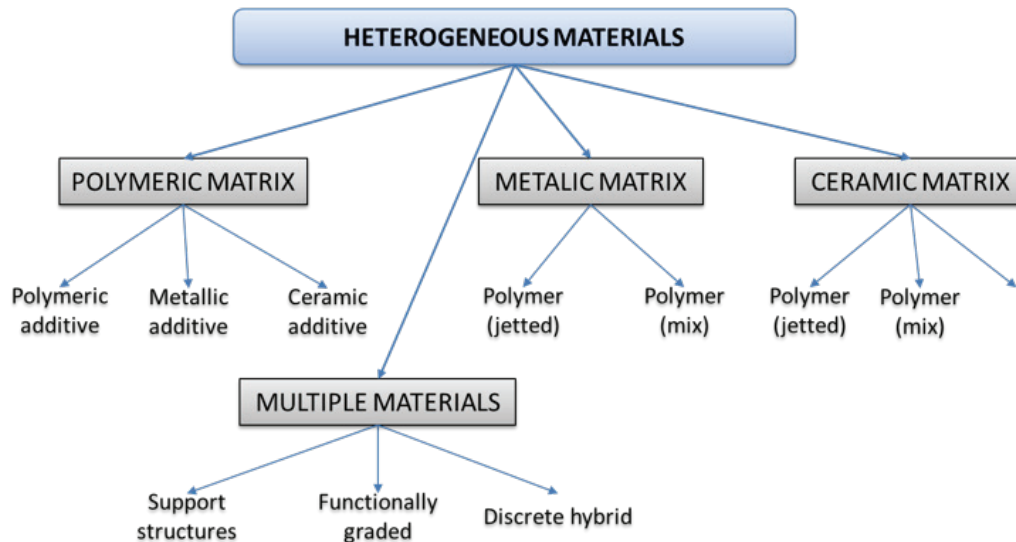 HETEROGENEOUS MATERIALS
POLYMERIC MATRIX
METALIC MATRIX
CERAMIC MATRIX
Polymeric
additive
Metallic
additive
Ceramic
additive
Polymer
(jetted)
Polymer
(mix)
Polymer
(jetted)
Polymer
(mix)
MULTIPLE MATERIALS
Support
structures
Functionally
graded
Discrete hybrid